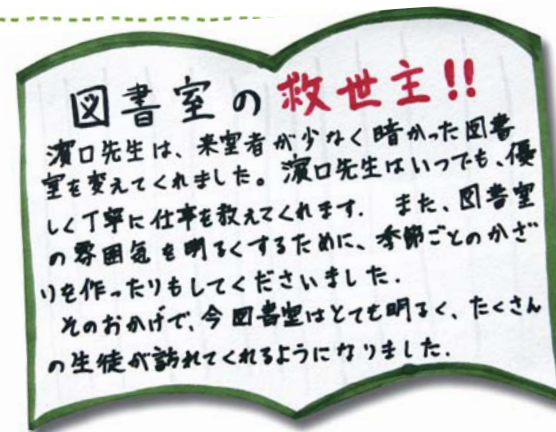 図書室の救世主!!
濵口先生は、来室者が少なく暗かった図書
室を変えてくれました。濵口先生はいつでも、優
しく丁寧に仕事を教えてくれます. また、図書室
の雰囲気を明るくするために、季節ごとのかざ
りを作ったりもしてくださいました.
そのおかげで、今図書室はとても明るく、たくさん
の生徒が訪れてくれるようになりました.